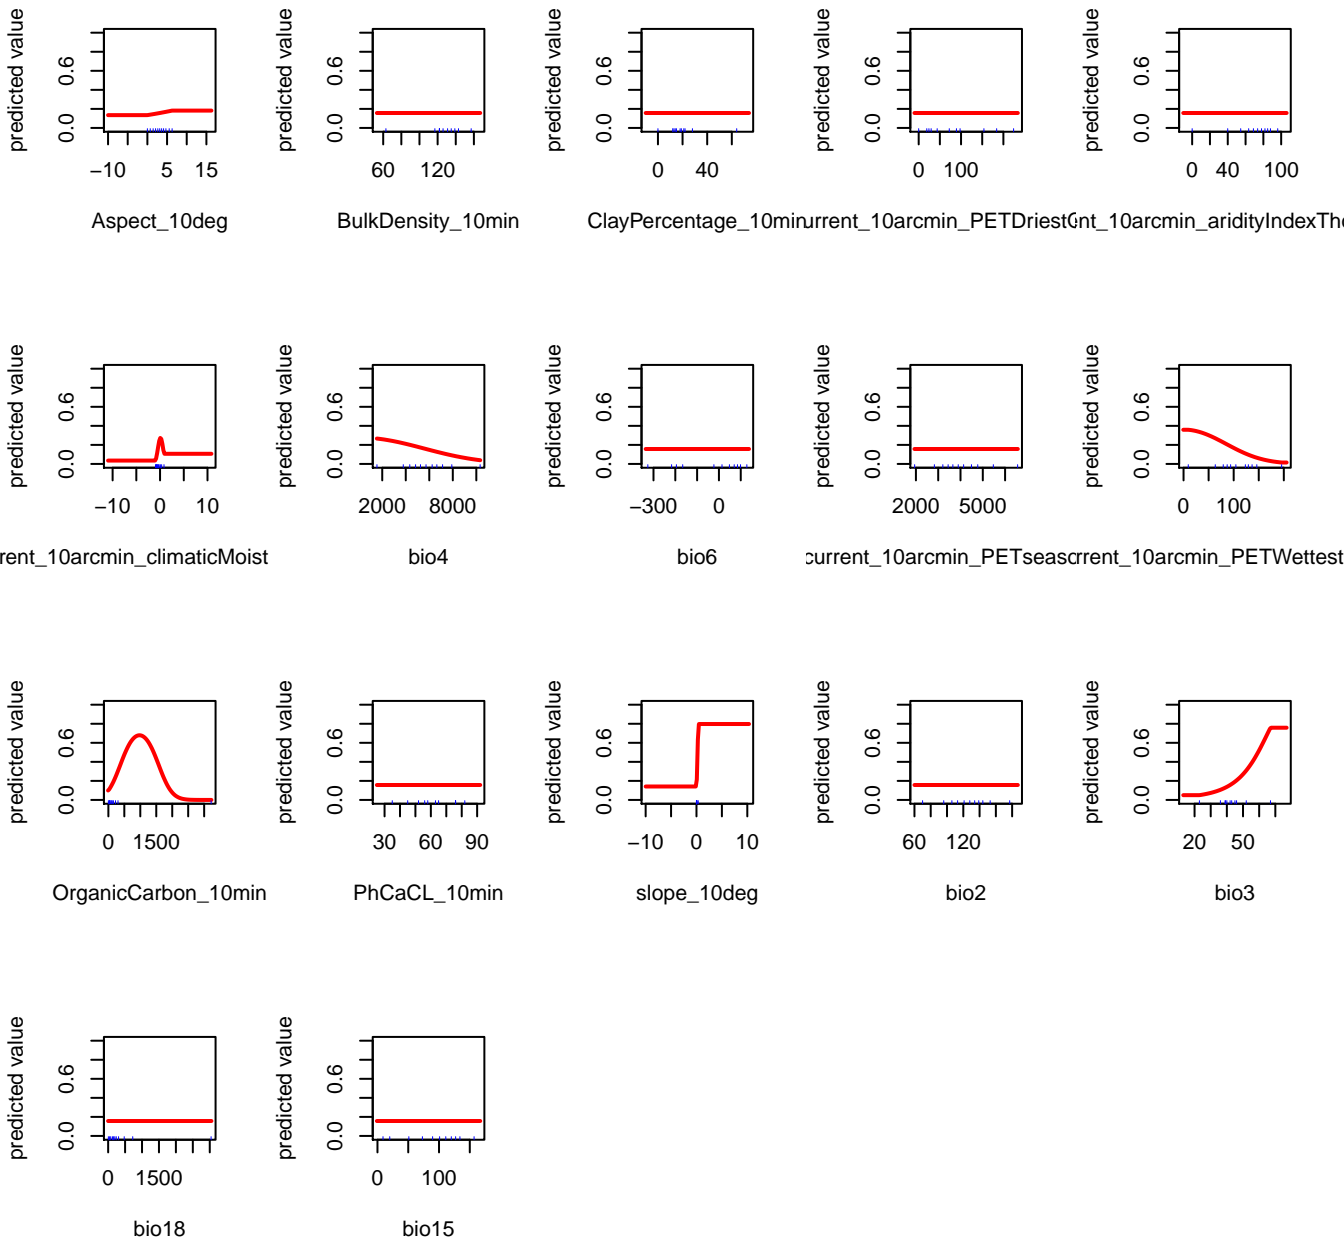 predicted value
0.0 0.6
−10 5 15
Aspect_10deg
predicted value
0.0 0.6
60 120
BulkDensity_10min
predicted value
0.0 0.6
0 40
ClayPercentage_10min
predicted value
0.0 0.6
0 100
urrent_10arcmin_PETDriest
predicted value
0.0 0.6
0 40 100
nt_10arcmin_aridityIndexTho
predicted value
0.0 0.6
−10 0 10
rent_10arcmin_climaticMoist
predicted value
0.0 0.6
2000 8000
bio4
predicted value
0.0 0.6
−300 0
bio6
predicted value
0.0 0.6
2000 5000
current_10arcmin_PETseaso
predicted value
0.0 0.6
0 100
rrent_10arcmin_PETWettest
predicted value
0.0 0.6
0 1500
OrganicCarbon_10min
predicted value
0.0 0.6
30 60 90
PhCaCL_10min
predicted value
0.0 0.6
−10 0 10
slope_10deg
predicted value
0.0 0.6
60 120
bio2
predicted value
0.0 0.6
20 50
bio3
predicted value
0.0 0.6
0 1500
bio18
predicted value
0.0 0.6
0 100
bio15